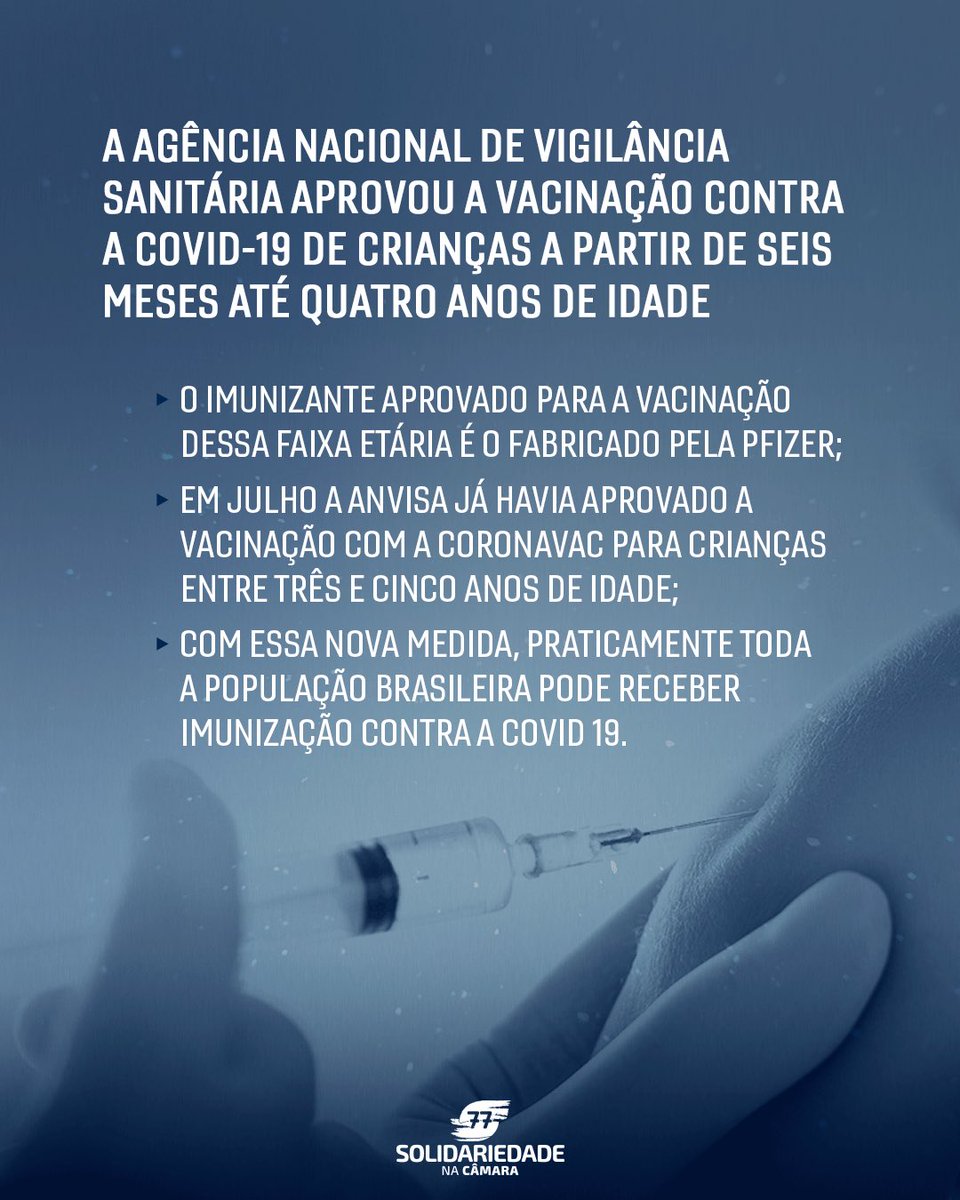 A AGÊNCIA NACIONAL DE VIGILÂNCIA
SANITÁRIA APROVOU A VACINAÇÃO CONTRA
A COVID-19 DE CRIANÇAS A PARTIR DE SEIS
MESES ATÉ QUATRO ANOS DE IDADE
O IMUNIZANTE APROVADO PARA A VACINAÇÃO
DESSA FAIXA ETÁRIA É O FABRICADO PELA PFIZER;
EM JULHO A ANVISA JÁ HAVIA APROVADO A
VACINAÇÃO COM A CORONAVAC PARA CRIANÇAS
ENTRE TRÊS E CINCO ANOS DE IDADE;
COM ESSA NOVA MEDIDA, PRATICAMENTE TODA
A POPULAÇÃO BRASILEIRA PODE RECEBER
IMUNIZAÇÃO CONTRA A COVID 19.
77
SOLIDARIEDADE
NA CÂMARA